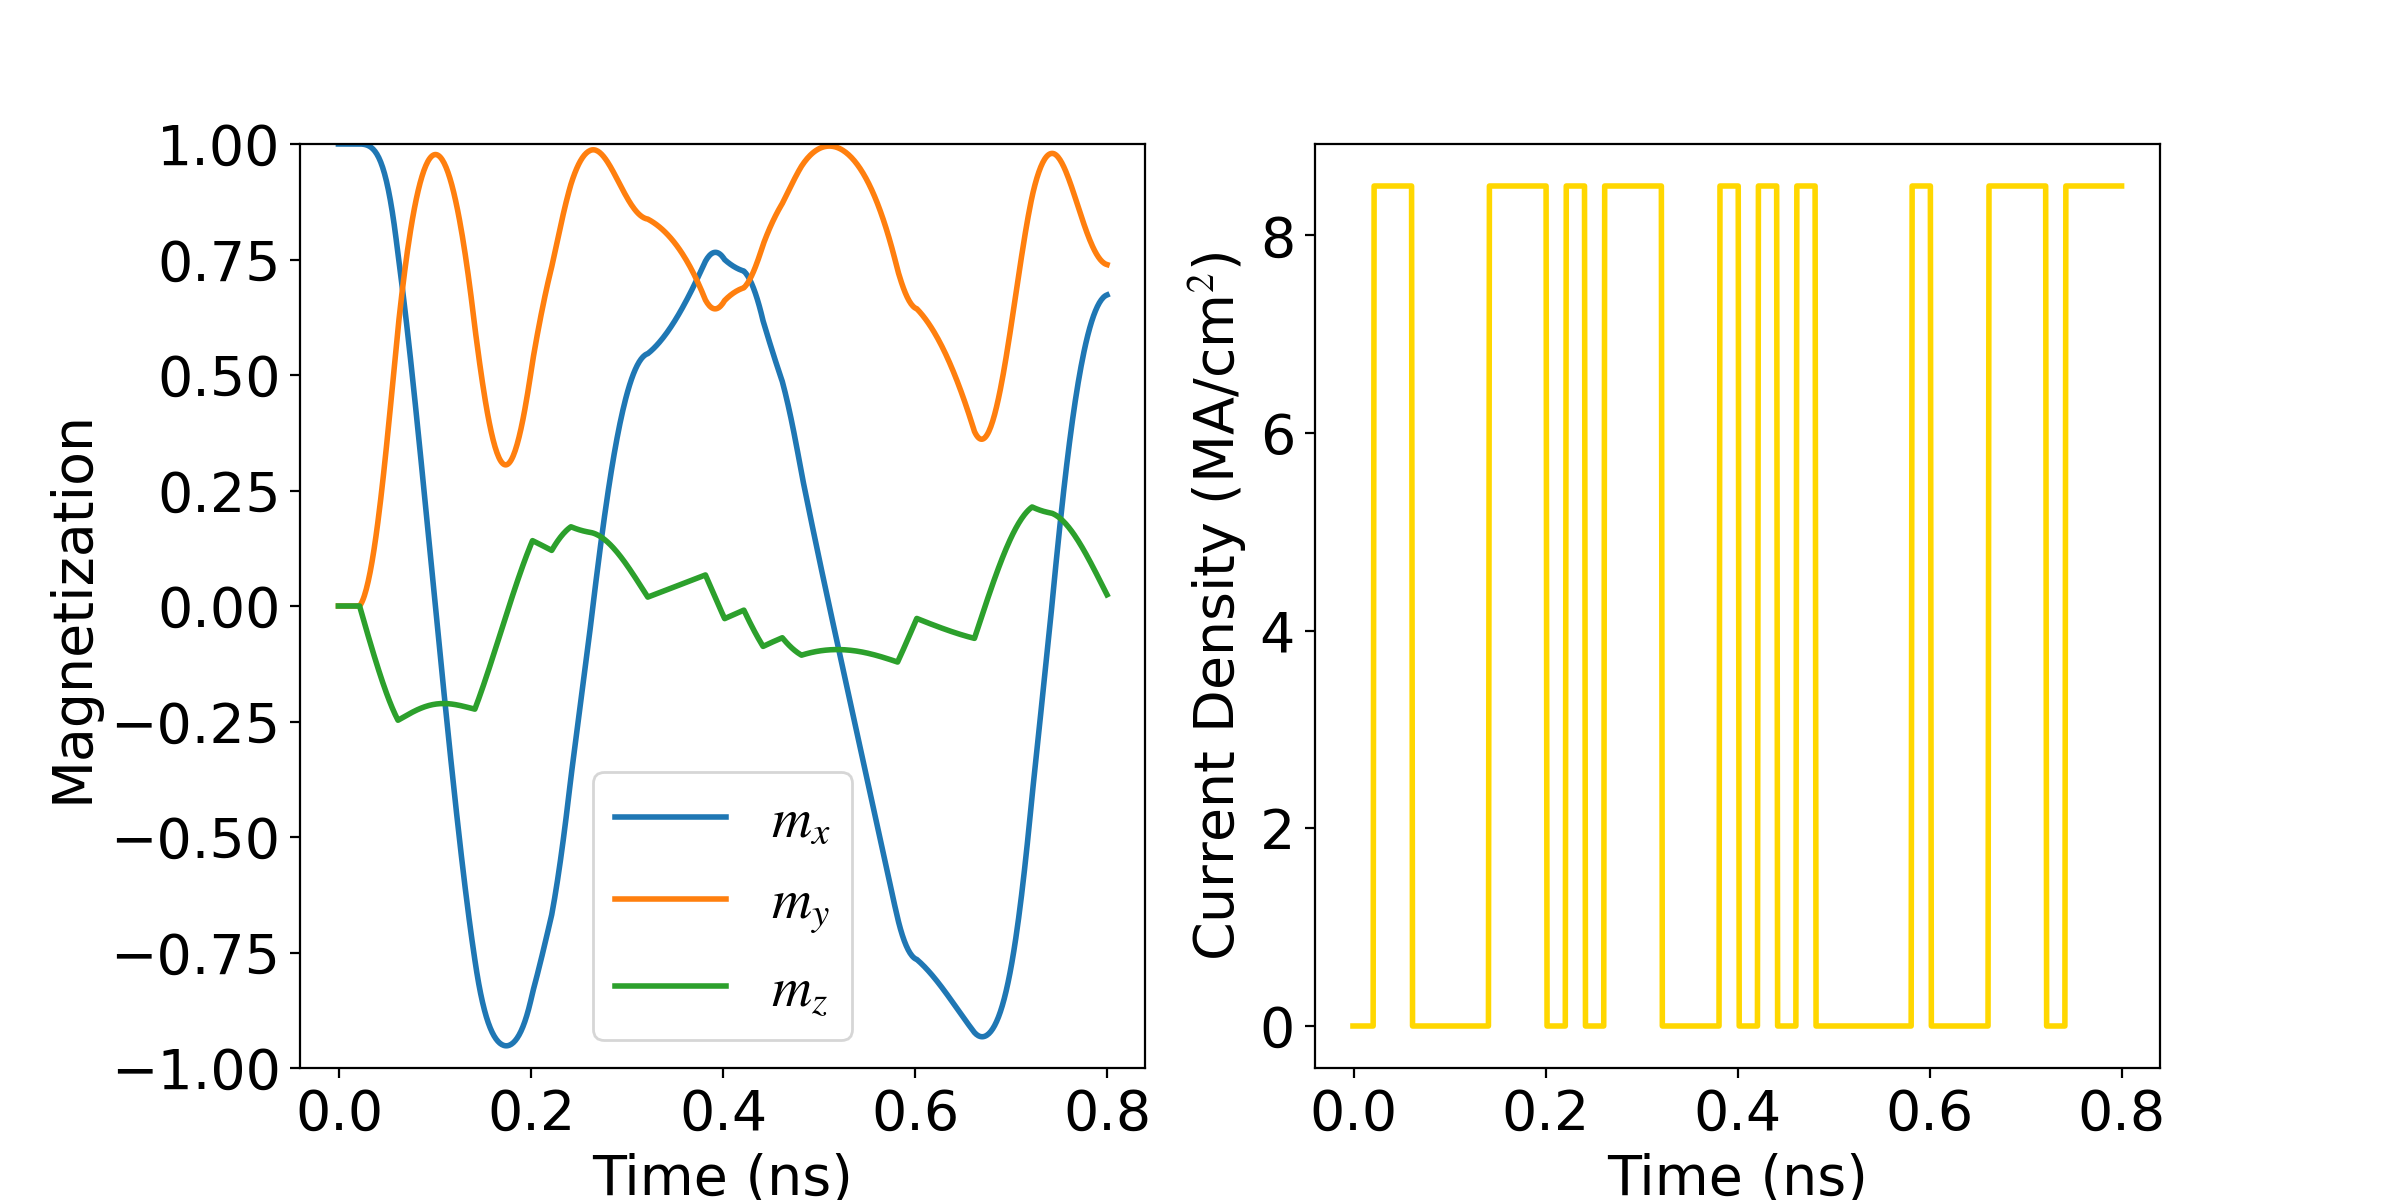 1.00
0.75
0.50
0.25
0.00
−0.25
−0.50
−0.75
−1.00
Magnetization
0.0 0.2 0.4 0.6 0.8
Time (ns)
m_x
m_y
m_z
8
6
4
2
0
Current Density (MA/cm²)
0.0 0.2 0.4 0.6 0.8
Time (ns)